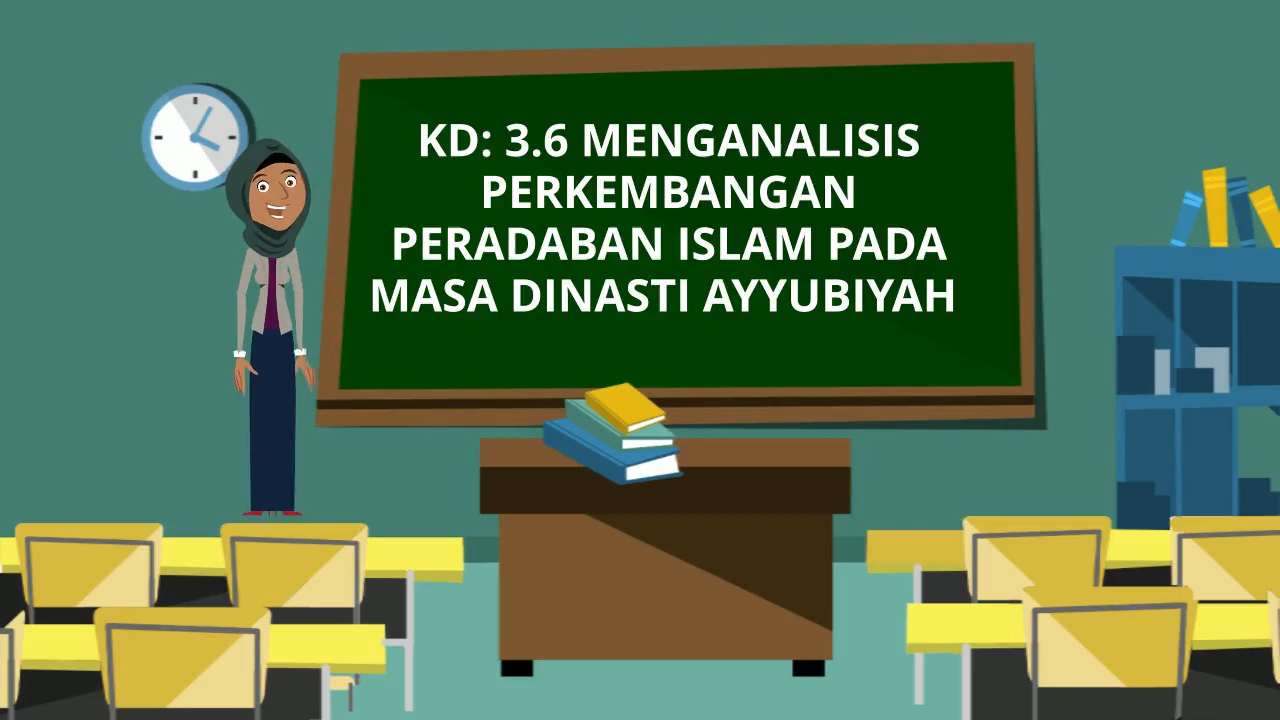 KD: 3.6 MENGANALISIS
PERKEMBANGAN
PERADABAN ISLAM PADA
MASA DINASTI AYYUBIYAH